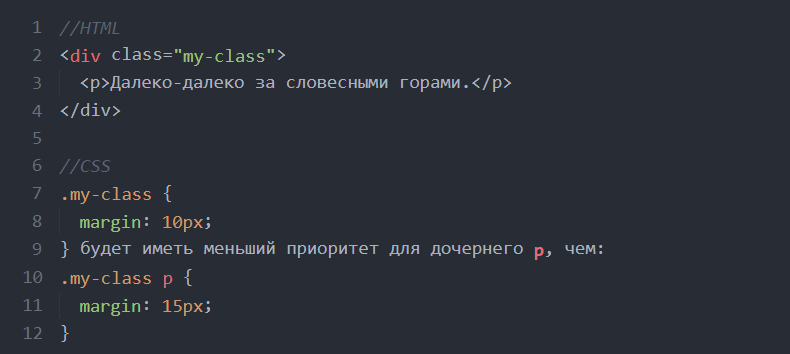 1 //HTML
2 <div class="my-class">
3 <p>Далеко-далеко за словесными горами.</p>
4 </div>
5
6 //CSS
7 .my-class {
8 margin: 10px;
9 } будет иметь меньший приоритет для дочернего p, чем:
10 .my-class p {
11 margin: 15px;
12 }